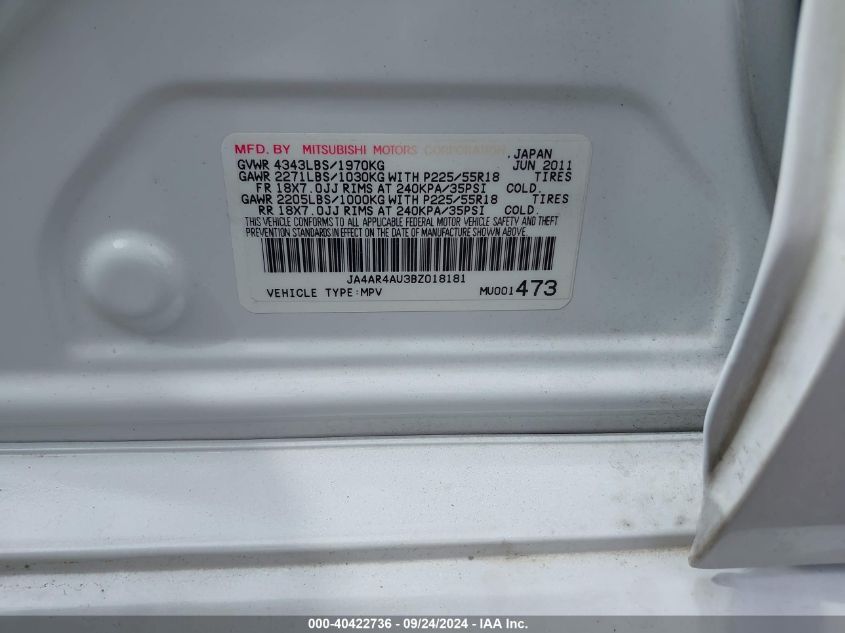 MFD. BY MITSUBISHI MOTORS CORPORATION, JAPAN
GVWR 4343LBS/1970KG JUN 2011
GAWR 2271LBS/1030KG WITH P225/55R18 TIRES
FR 18X7.0JJ RIMS AT 240KPA/35PSI COLD.
GAWR 2205LBS/1000KG WITH P225/55R18 TIRES
RR 18X7.0JJ RIMS AT 240KPA/35PSI COLD.
THIS VEHICLE CONFORMS TO ALL APPLICABLE FEDERAL MOTOR VEHICLE SAFETY AND THEFT
PREVENTION STANDARDS IN EFFECT ON THE DATE OF MANUFACTURE SHOWN ABOVE.
JA4AR4AU3BZ018181
VEHICLE TYPE:MPV MU001473
000-40422736 - 09/24/2024 - IAA Inc.